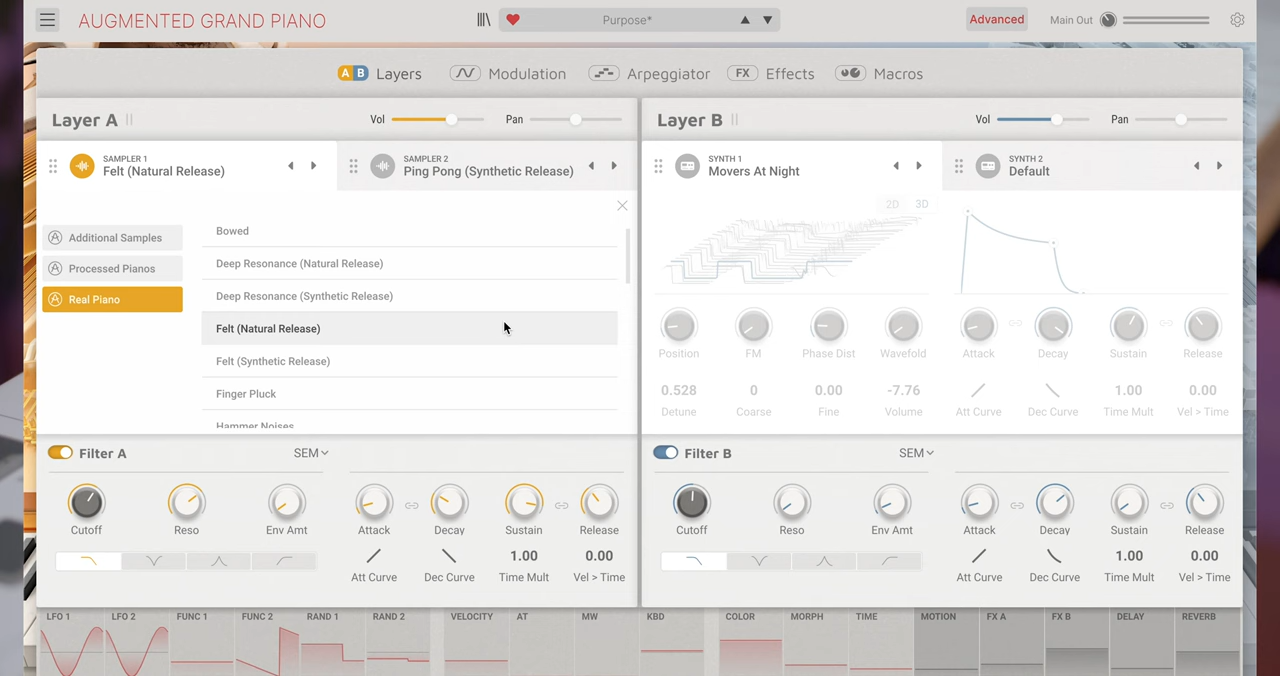 AUGMENTED GRAND PIANO
Purpose*
Advanced
Main Out
A B Layers
Modulation
Arpeggiator
FX Effects
Macros
Layer A
Vol
Pan
Layer B
Vol
Pan
SAMPLER 1
Felt (Natural Release)
SAMPLER 2
Ping Pong (Synthetic Release)
SYNTH 1
Movers At Night
SYNTH 2
Default
Additional Samples
Processed Pianos
Real Piano
Bowed
Deep Resonance (Natural Release)
Deep Resonance (Synthetic Release)
Felt (Natural Release)
Felt (Synthetic Release)
Finger Pluck
Hammer Noises
2D 3D
Position FM Phase Dist Wavefold
Attack Decay Sustain Release
0.528 0 0.00 -7.76
Detune Coarse Fine Volume
1.00 0.00
Att Curve Dec Curve Time Mult Vel > Time
Filter A
SEM
Cutoff Reso Env Amt
Attack Decay Sustain Release
1.00 0.00
Att Curve Dec Curve Time Mult Vel > Time
Filter B
SEM
Cutoff Reso Env Amt
Attack Decay Sustain Release
1.00 0.00
Att Curve Dec Curve Time Mult Vel > Time
LFO 1 LFO 2 FUNC 1 FUNC 2 RAND 1 RAND 2 VELOCITY AT MW KBD COLOR MORPH TIME MOTION FX A FX B DELAY REVERB